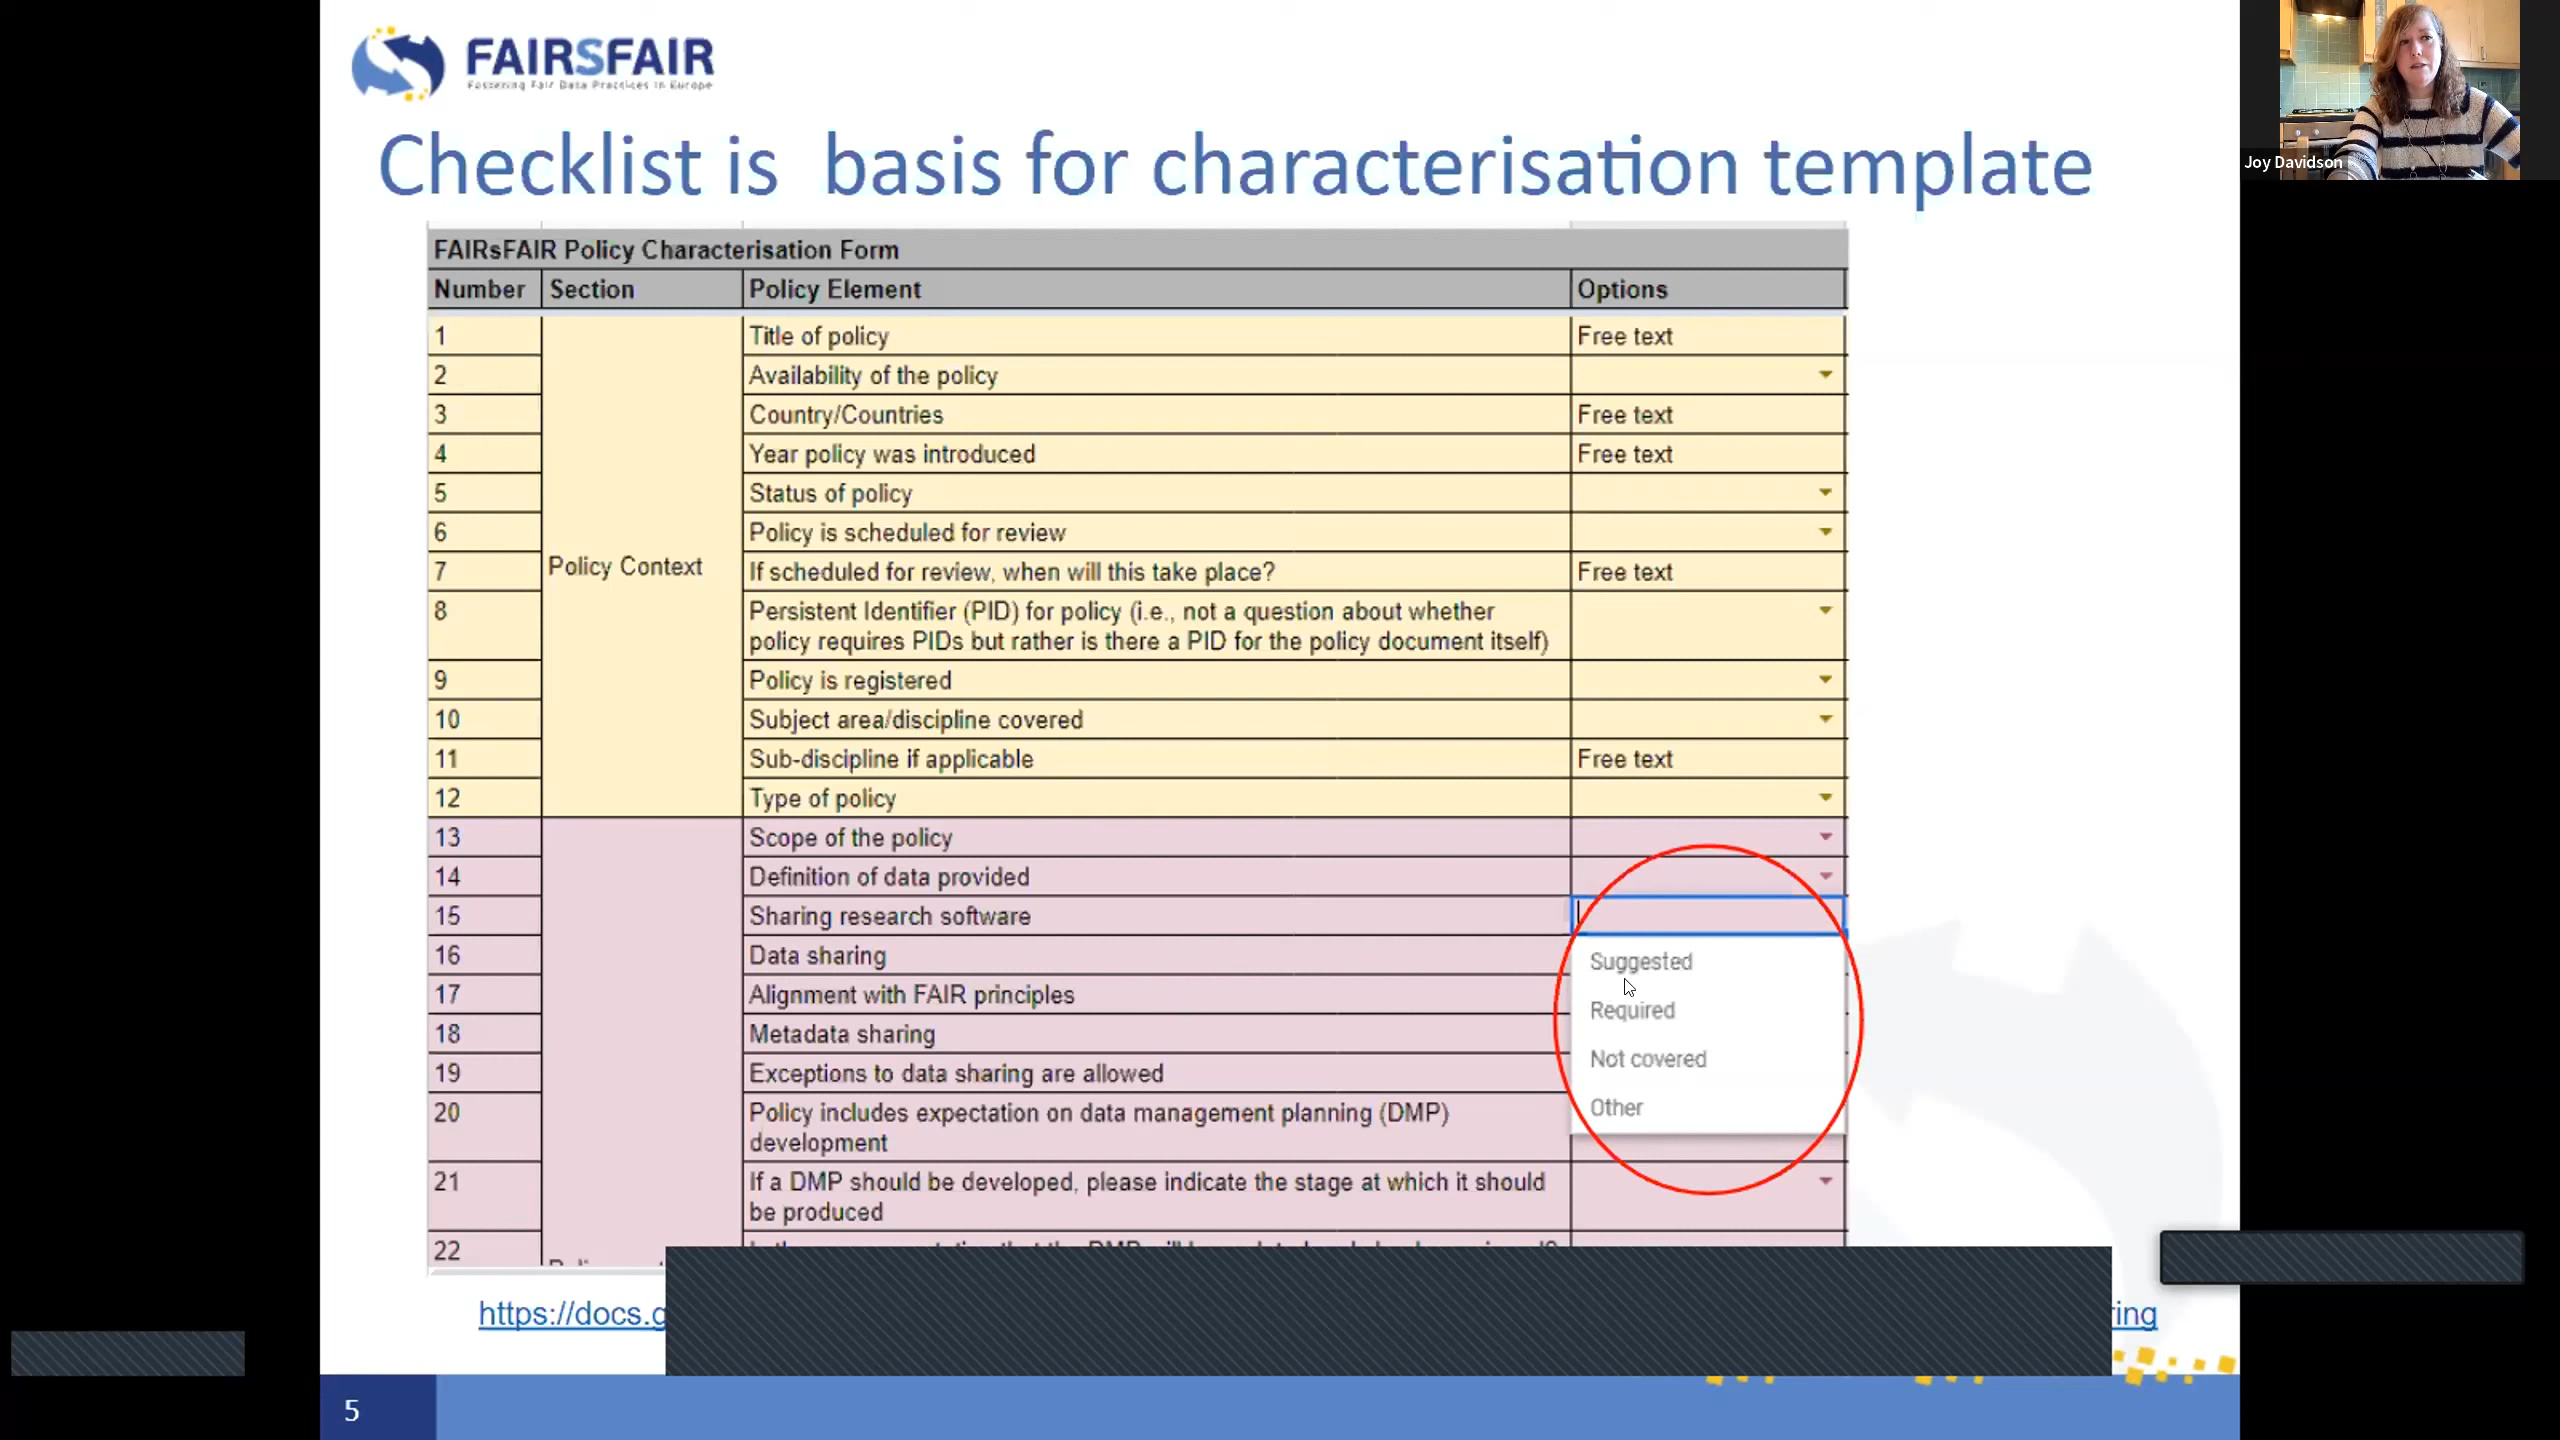 FAIRSFAIR
Fostering Fair Data Practices in Europe
Joy Davidson
Checklist is basis for characterisation template
FAIRsFAIR Policy Characterisation Form
Number Section Policy Element Options
1 Title of policy Free text
2 Availability of the policy
3 Country/Countries Free text
4 Year policy was introduced Free text
5 Status of policy
6 Policy is scheduled for review
Policy Context
7 If scheduled for review, when will this take place? Free text
8 Persistent Identifier (PID) for policy (i.e., not a question about whether
policy requires PIDs but rather is there a PID for the policy document itself)
9 Policy is registered
10 Subject area/discipline covered
11 Sub-discipline if applicable Free text
12 Type of policy
13 Scope of the policy
14 Definition of data provided
15 Sharing research software
16 Data sharing
Suggested
17 Alignment with FAIR principles
Required
18 Metadata sharing
Not covered
19 Exceptions to data sharing are allowed
Other
20 Policy includes expectation on data management planning (DMP)
development
21 If a DMP should be developed, please indicate the stage at which it should
be produced
22
https://docs.g
ring
5